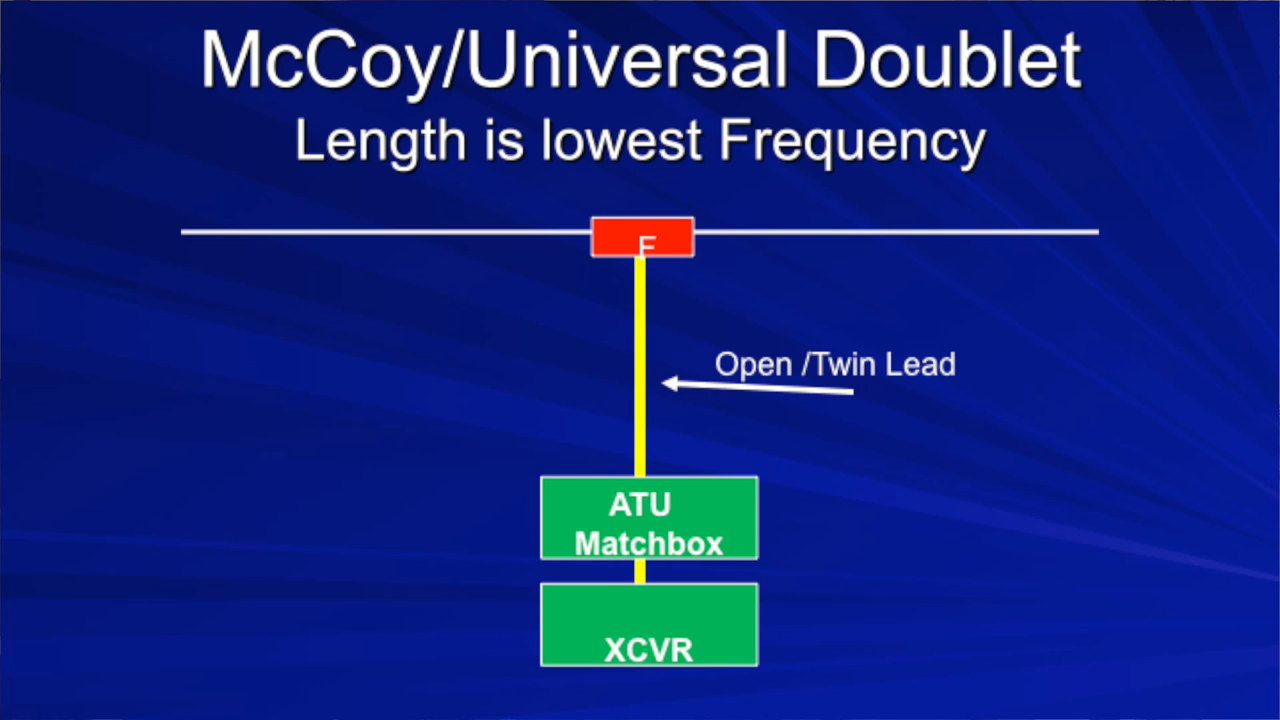 McCoy/Universal Doublet
Length is lowest Frequency
F
Open /Twin Lead
ATU
Matchbox
XCVR